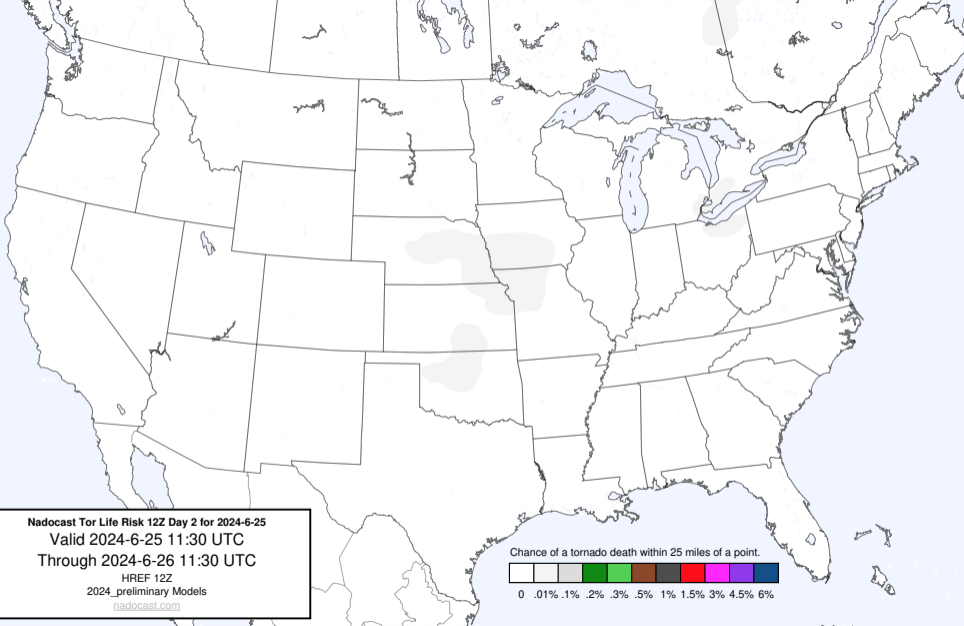 Nadocast Tor Life Risk 12Z Day 2 for 2024-6-25
Valid 2024-6-25 11:30 UTC
Through 2024-6-26 11:30 UTC
HREF 12Z
2024_preliminary Models
nadocast.com
Chance of a tornado death within 25 miles of a point.
0 .01% .1% .2% .3% .5% 1% 1.5% 3% 4.5% 6%